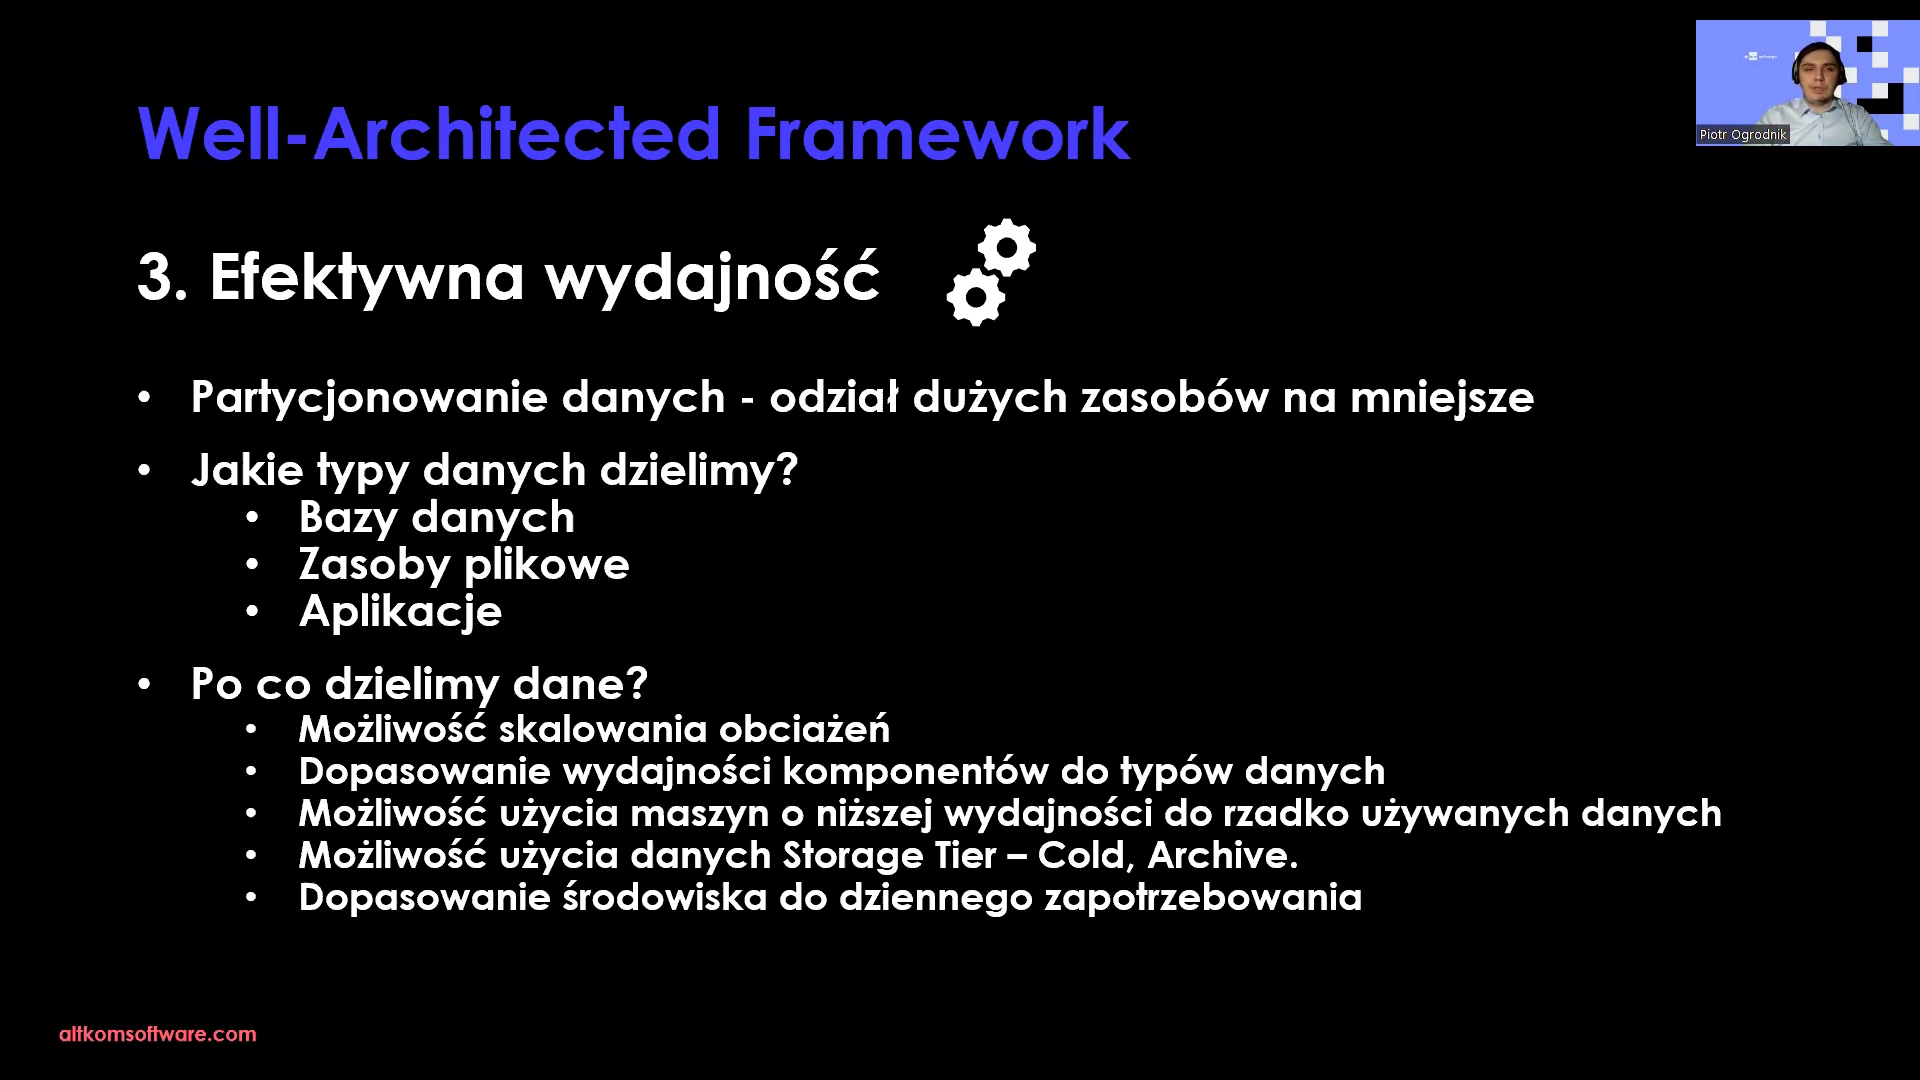 Well-Architected Framework
Piotr Ogrodnik
3. Efektywna wydajność
• Partycjonowanie danych - odział dużych zasobów na mniejsze
• Jakie typy danych dzielimy?
• Bazy danych
• Zasoby plikowe
• Aplikacje
• Po co dzielimy dane?
• Możliwość skalowania obciażeń
• Dopasowanie wydajności komponentów do typów danych
• Możliwość użycia maszyn o niższej wydajności do rzadko używanych danych
• Możliwość użycia danych Storage Tier – Cold, Archive.
• Dopasowanie środowiska do dziennego zapotrzebowania
altkomsoftware.com